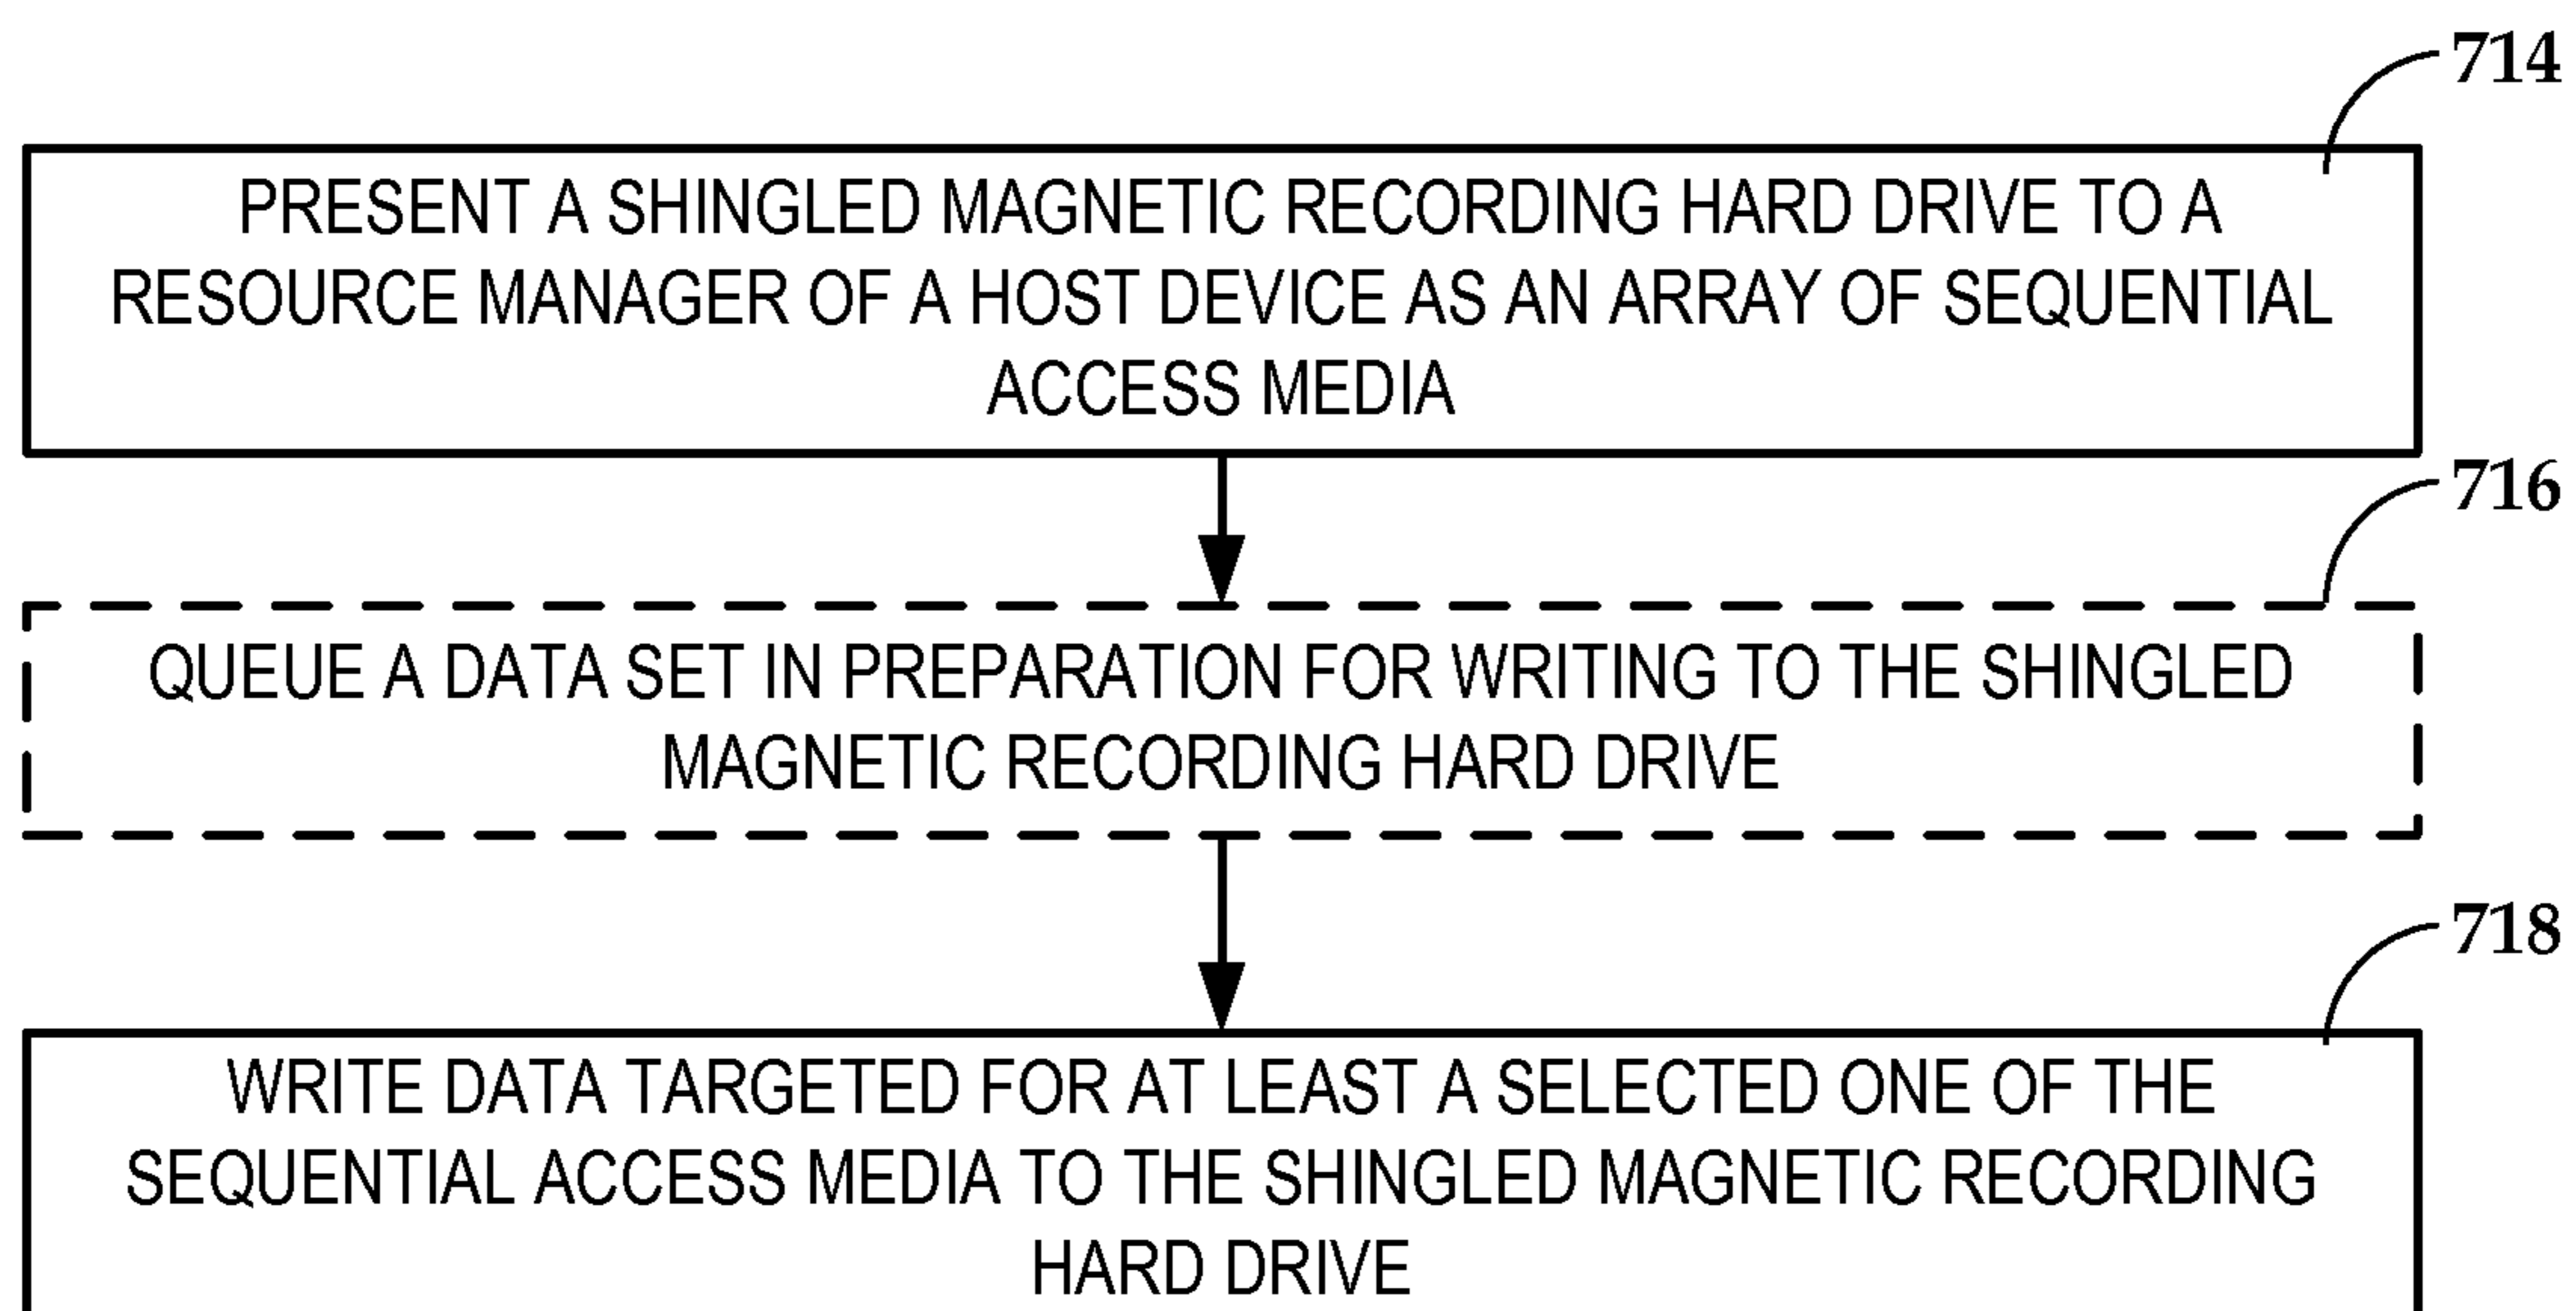 714
PRESENT A SHINGLED MAGNETIC RECORDING HARD DRIVE TO A
RESOURCE MANAGER OF A HOST DEVICE AS AN ARRAY OF SEQUENTIAL
ACCESS MEDIA
716
QUEUE A DATA SET IN PREPARATION FOR WRITING TO THE SHINGLED
MAGNETIC RECORDING HARD DRIVE
718
WRITE DATA TARGETED FOR AT LEAST A SELECTED ONE OF THE
SEQUENTIAL ACCESS MEDIA TO THE SHINGLED MAGNETIC RECORDING
HARD DRIVE